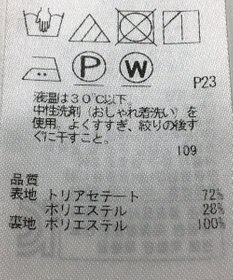 P W
P23
液温は30℃以下
中性洗剤(おしゃれ着洗い)を
使用。よくすすぎ、絞りの後す
ぐに干すこと。
109
品質
表地 トリアセテート 72%
ポリエステル 28%
裏地 ポリエステル 100%